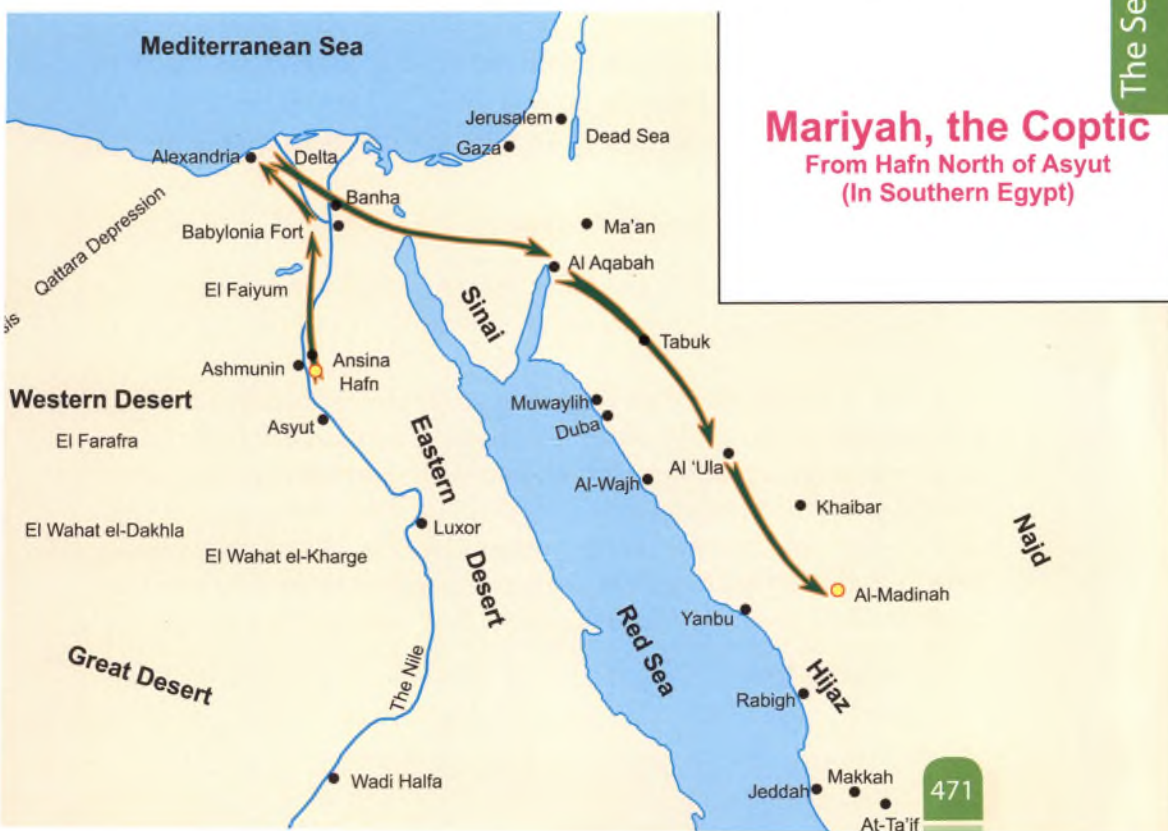 The Se
Mariyah, the Coptic
From Hafn North of Asyut
(In Southern Egypt)
Mediterranean Sea
Jerusalem
Dead Sea
Gaza
Alexandria
Delta
Banha
Babylonia Fort
Ma'an
Al Aqabah
Qattara Depression
El Faiyum
Sinai
sis
Tabuk
Ashmunin
Ansina
Hafn
Western Desert
Muwaylih
Duba
El Farafra
Asyut
Eastern
Desert
Al 'Ula
Al-Wajh
Khaibar
Luxor
El Wahat el-Dakhla
El Wahat el-Kharge
Najd
Al-Madinah
Yanbu
Red Sea
Great Desert
The Nile
Hijaz
Rabigh
Wadi Halfa
Jeddah
Makkah
At-Ta'if
471